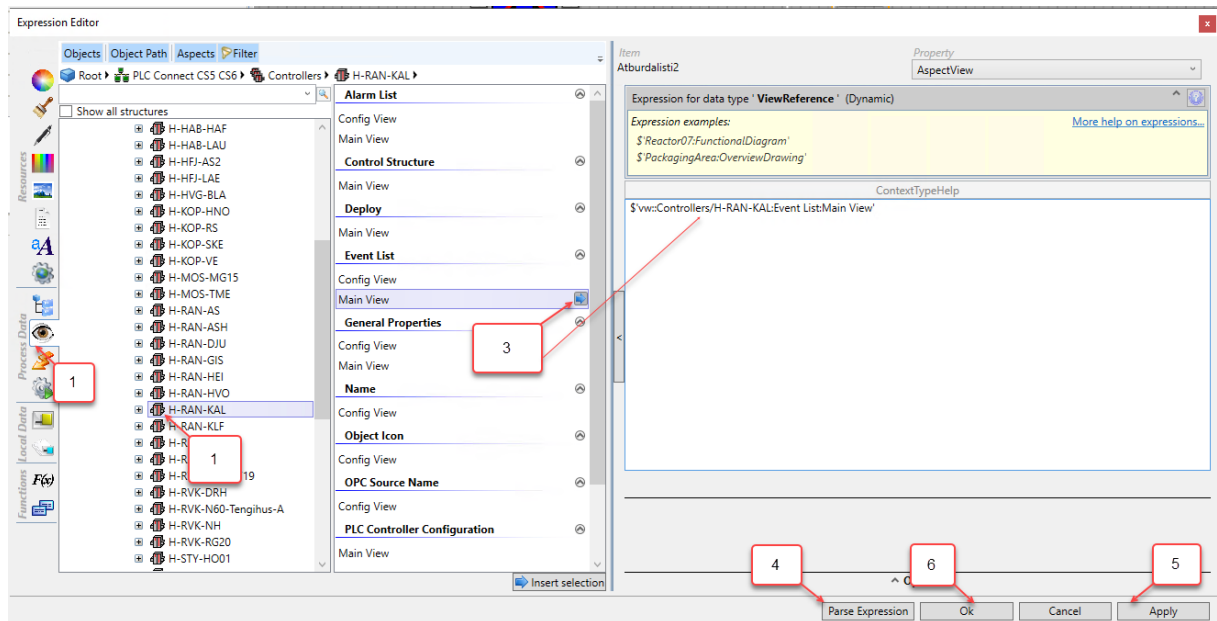 Expression Editor
x
Objects Object Path Aspects Filter
Root PLC Connect CS5 CS6 Controllers H-RAN-KAL
Show all structures
Resources
Process Data
Local Data
Functions
aA
F(x)
H-HAB-HAF
H-HAB-LAU
H-HFJ-AS2
H-HFJ-LAE
H-HVG-BLA
H-KOP-HNO
H-KOP-RS
H-KOP-SKE
H-KOP-VE
H-MOS-MG15
H-MOS-TME
H-RAN-AS
H-RAN-ASH
H-RAN-DJU
H-RAN-GIS
H-RAN-HEI
H-RAN-HVO
H-RAN-KAL
H-RAN-KLF
H-R
H-R
H-R 19
H-RVK-DRH
H-RVK-N60-Tengihus-A
H-RVK-NH
H-RVK-RG20
H-STY-HO01
1
1
Alarm List
Config View
Main View
Control Structure
Main View
Deploy
Main View
Event List
Config View
Main View
General Properties
Config View
Main View
Name
Config View
Object Icon
Config View
OPC Source Name
Config View
PLC Controller Configuration
Main View
3
Insert selection
Item
Atburdalisti2
Property
AspectView
Expression for data type ' ViewReference ' (Dynamic)
?
Expression examples:
More help on expressions...
$'Reactor07:FunctionalDiagram'
$'PackagingArea:OverviewDrawing'
ContextTypeHelp
$'vw::Controllers/H-RAN-KAL:Event List:Main View'
<
4
6
5
Parse Expression Ok Cancel Apply